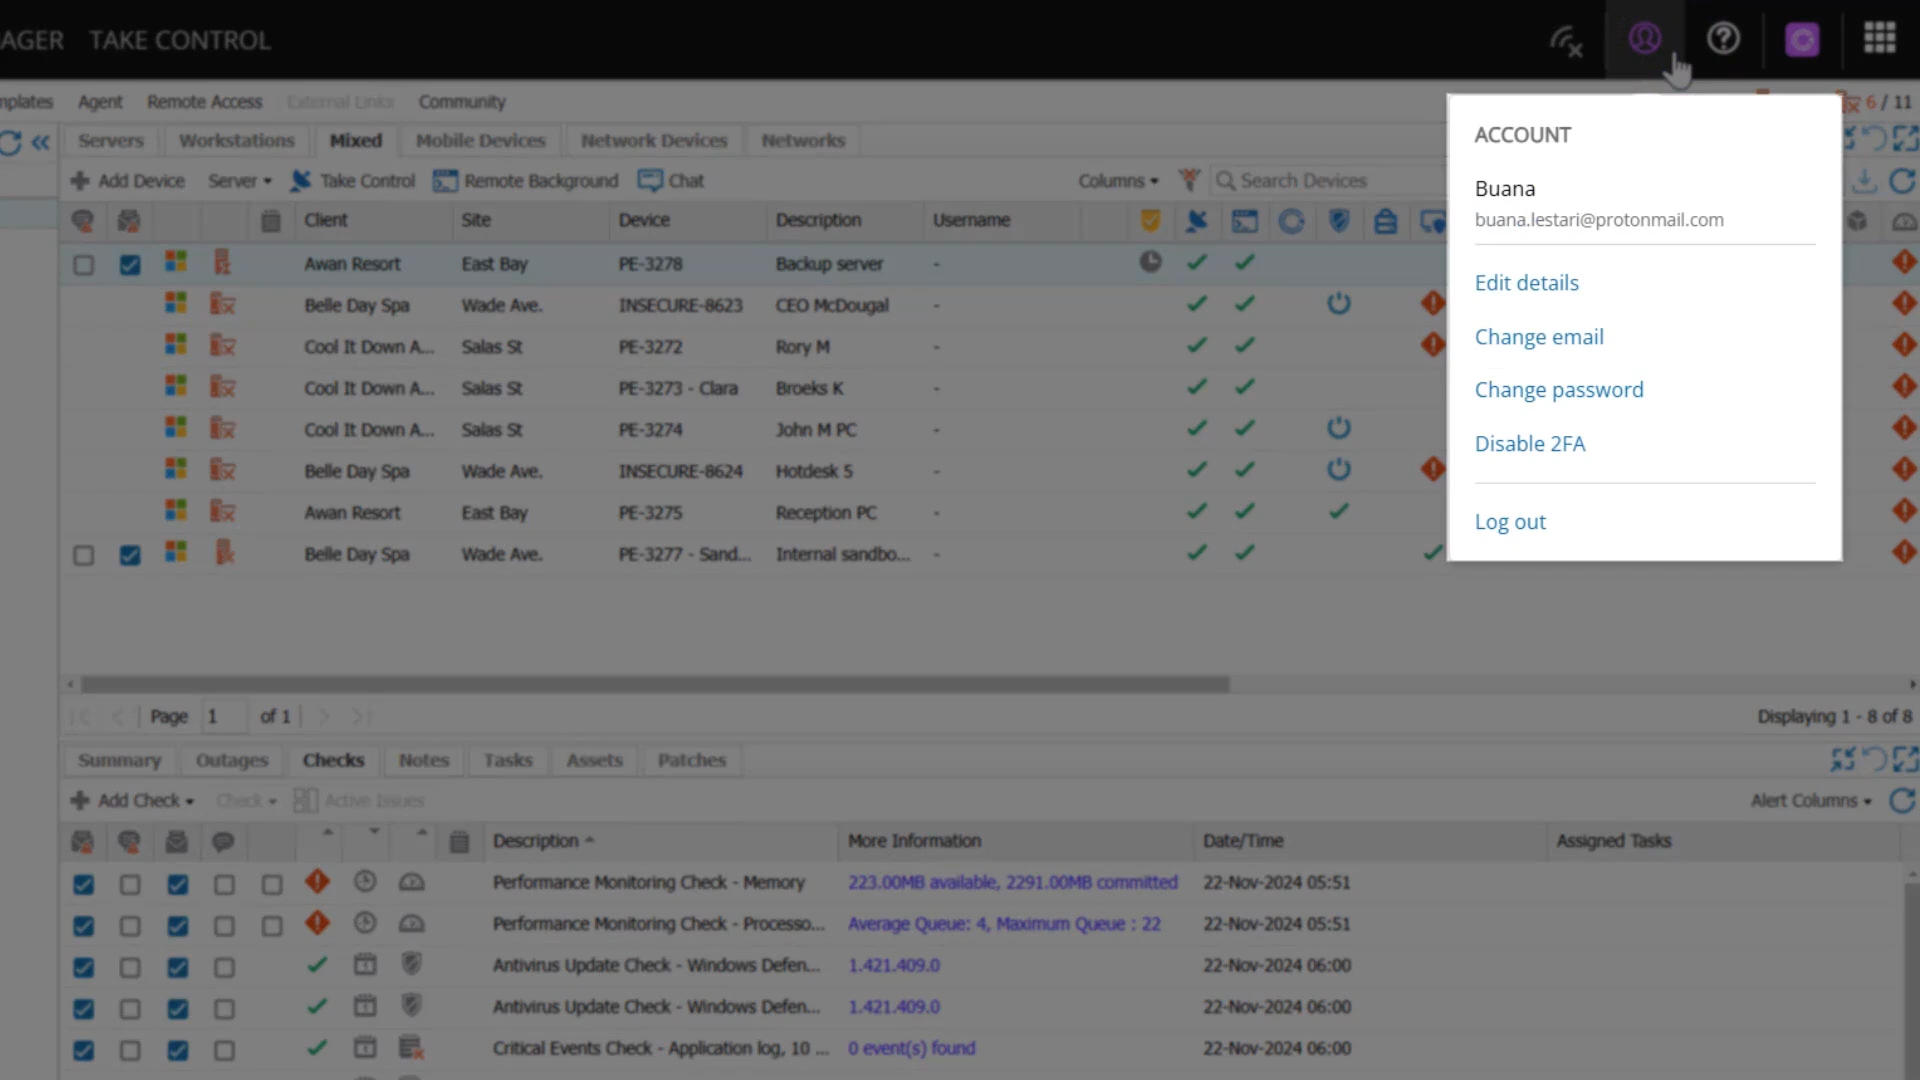 AGER TAKE CONTROL
nplates Agent Remote Access External Links Community 6 / 11
Servers Workstations Mixed Mobile Devices Network Devices Networks
Add Device Server Take Control Remote Background Chat Columns Search Devices
Client Site Device Description Username
Awan Resort East Bay PE-3278 Backup server -
Belle Day Spa Wade Ave. INSECURE-8623 CEO McDougal -
Cool It Down A... Salas St PE-3272 Rory M -
Cool It Down A... Salas St PE-3273 - Clara Broeks K -
Cool It Down A... Salas St PE-3274 John M PC -
Belle Day Spa Wade Ave. INSECURE-8624 Hotdesk 5 -
Awan Resort East Bay PE-3275 Reception PC -
Belle Day Spa Wade Ave. PE-3277 - Sand... Internal sandbo... -
ACCOUNT
Buana
buana.lestari@protonmail.com
Edit details
Change email
Change password
Disable 2FA
Log out
Page 1 of 1 Displaying 1 - 8 of 8
Summary Outages Checks Notes Tasks Assets Patches
Add Check Check Active Issues Alert Columns
Description More Information Date/Time Assigned Tasks
Performance Monitoring Check - Memory 223.00MB available, 2291.00MB committed 22-Nov-2024 05:51
Performance Monitoring Check - Processo... Average Queue: 4, Maximum Queue : 22 22-Nov-2024 05:51
Antivirus Update Check - Windows Defen... 1.421.409.0 22-Nov-2024 06:00
Antivirus Update Check - Windows Defen... 1.421.409.0 22-Nov-2024 06:00
Critical Events Check - Application log, 10 ... 0 event(s) found 22-Nov-2024 06:00